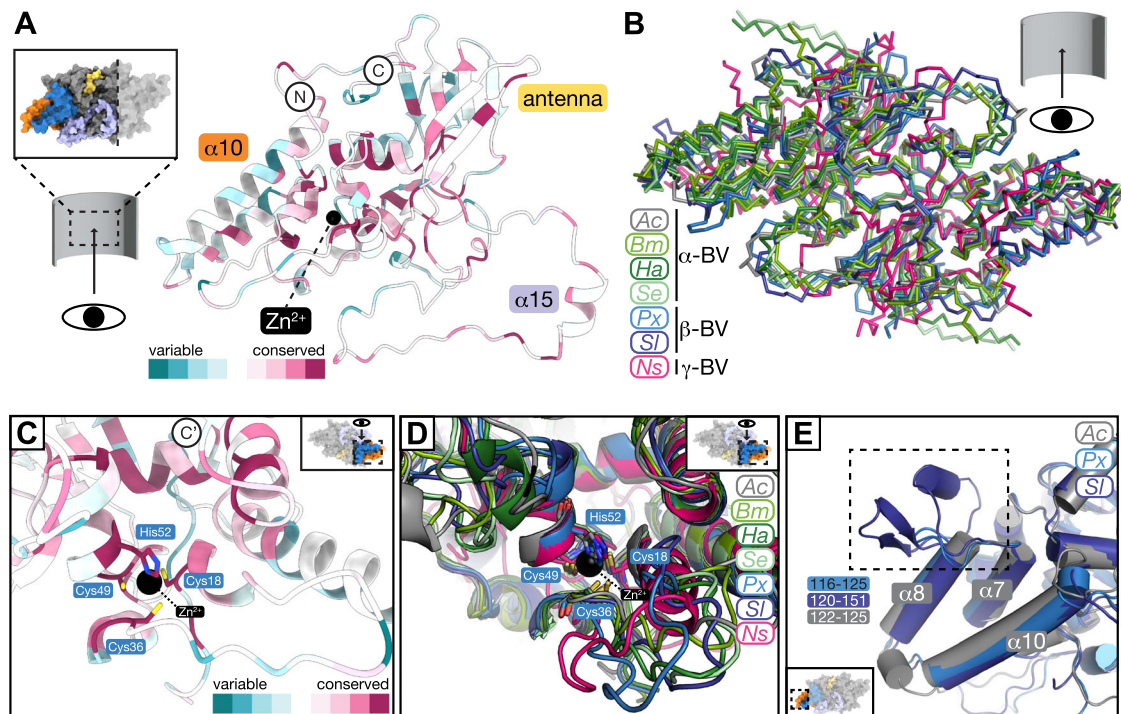 A
N
C
antenna
α10
Zn2+
α15
variable
conserved
B
Ac
Bm
Ha
Se
Px
Sl
Ns
α-BV
β-BV
γ-BV
C
C'
His52
Cys49
Cys18
Zn2+
Cys36
variable
conserved
D
His52
Cys18
Cys49
Zn2+
Cys36
Ac
Bm
Ha
Se
Px
Sl
Ns
E
Ac
Px
Sl
116-125
120-151
122-125
α8
α7
α10